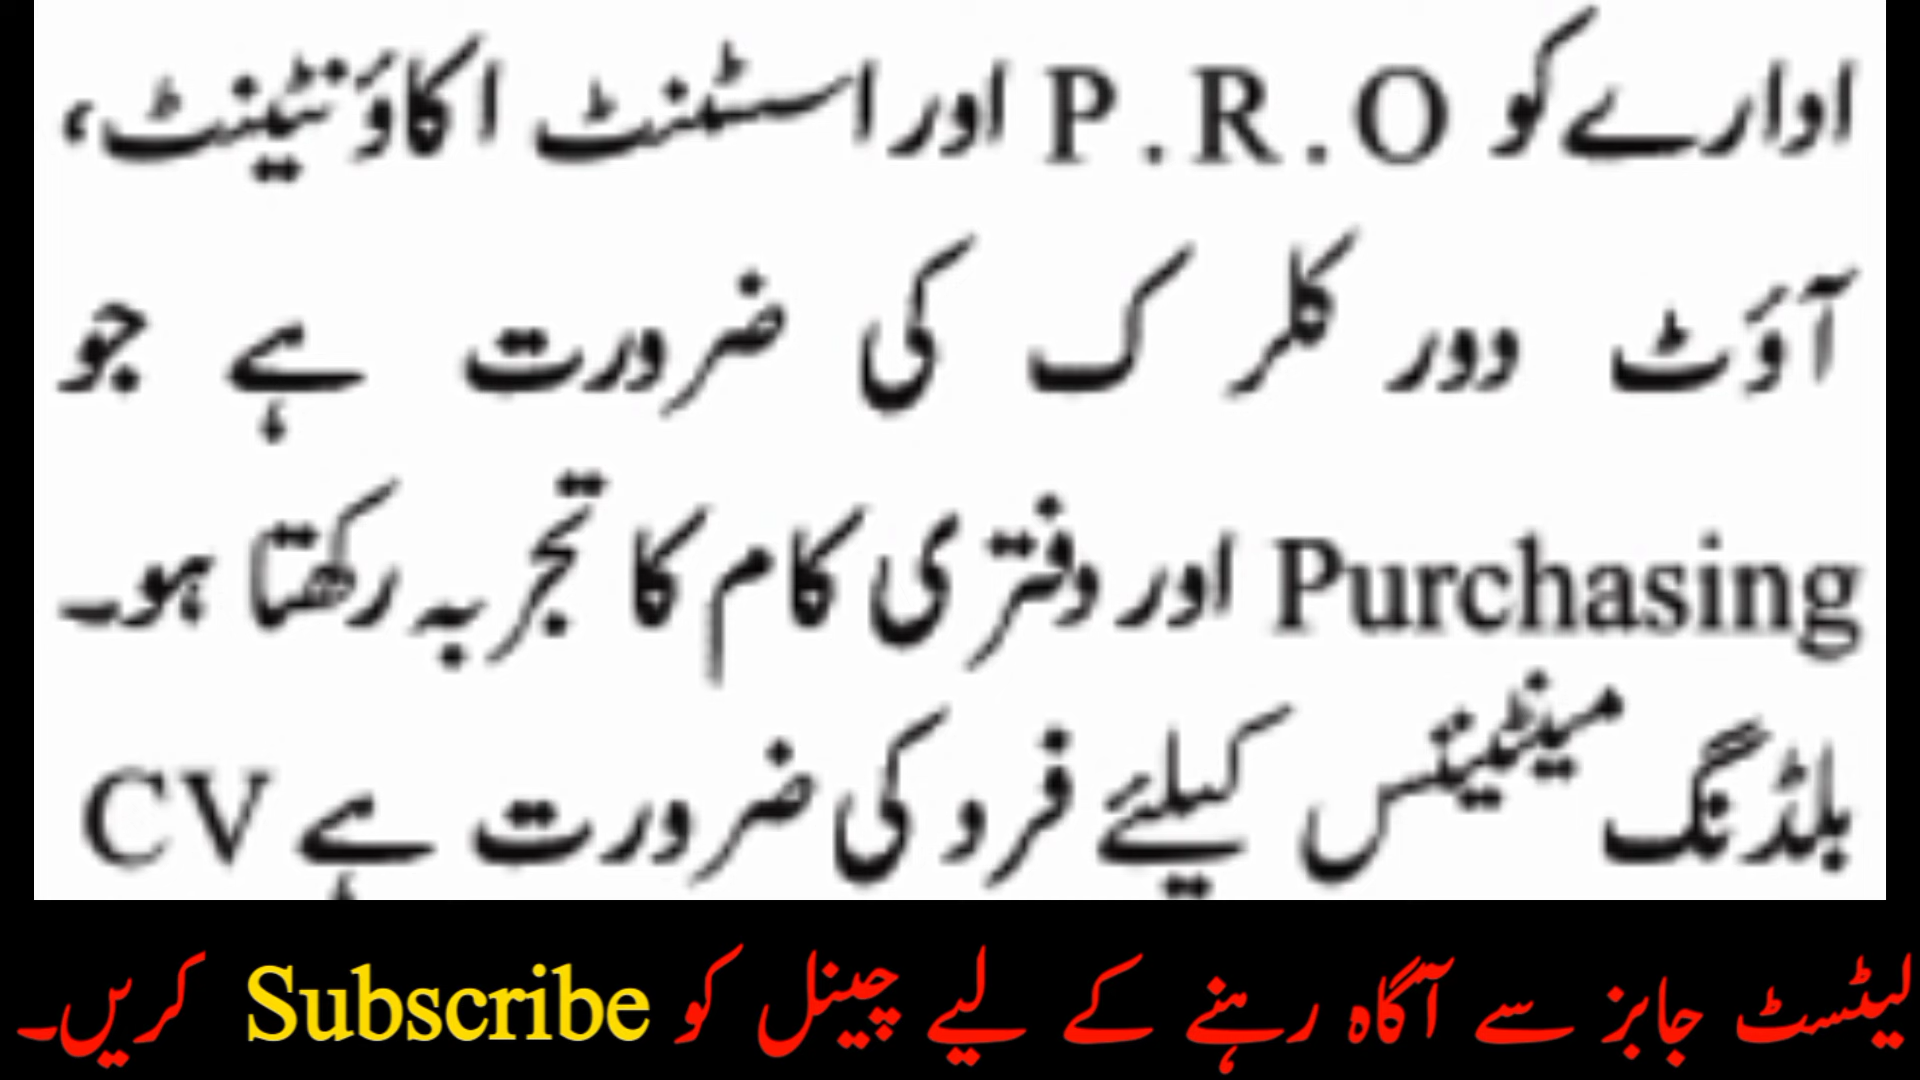 ادارے کو P.R.O اور اسسٹنٹ اکاؤنٹینٹ،
آؤٹ دور کلرک کی ضرورت ہے جو
Purchasing اور دفتری کام کا تجربہ رکھتا ہو۔
بلڈنگ مینٹیننس کیلئے فرد کی ضرورت ہے CV
لیٹسٹ جابز سے آگاہ رہنے کے لیے چینل کو Subscribe کریں۔